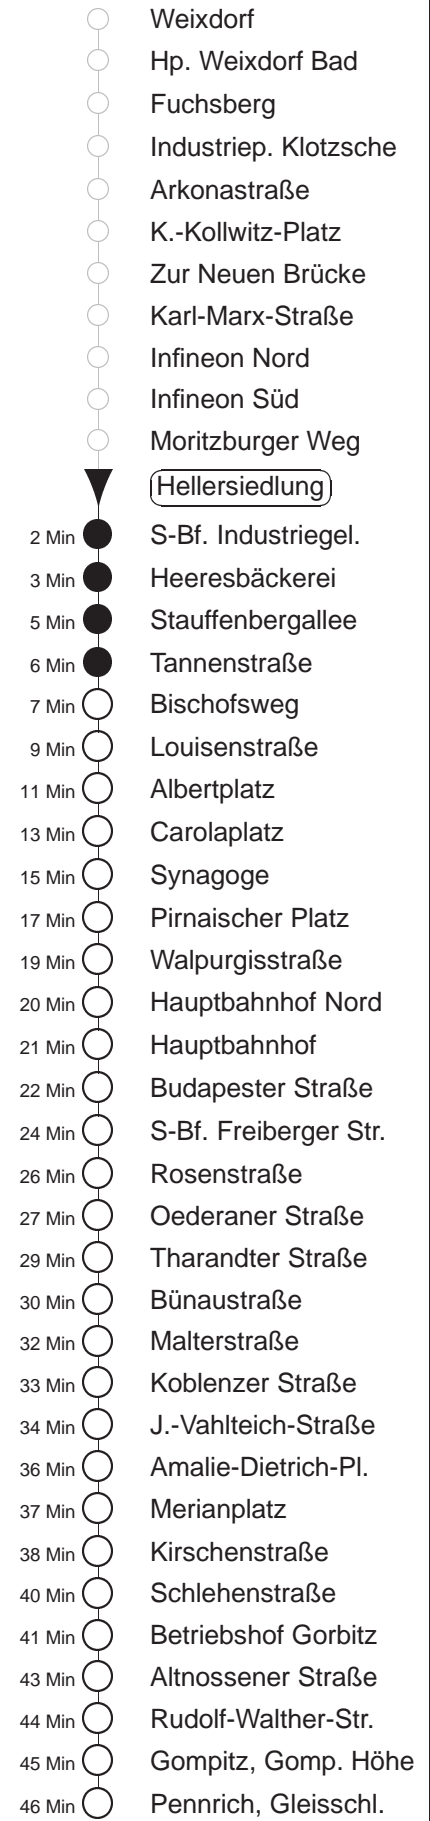 Weixdorf
Hp. Weixdorf Bad
Fuchsberg
Industriep. Klotzsche
Arkonastraße
K.-Kollwitz-Platz
Zur Neuen Brücke
Karl-Marx-Straße
Infineon Nord
Infineon Süd
Moritzburger Weg
Hellersiedlung
2 Min S-Bf. Industriegel.
3 Min Heeresbäckerei
5 Min Stauffenbergallee
6 Min Tannenstraße
7 Min Bischofsweg
9 Min Louisenstraße
11 Min Albertplatz
13 Min Carolaplatz
15 Min Synagoge
17 Min Pirnaischer Platz
19 Min Walpurgisstraße
20 Min Hauptbahnhof Nord
21 Min Hauptbahnhof
22 Min Budapester Straße
24 Min S-Bf. Freiberger Str.
26 Min Rosenstraße
27 Min Oederaner Straße
29 Min Tharandter Straße
30 Min Bünaustraße
32 Min Malterstraße
33 Min Koblenzer Straße
34 Min J.-Vahlteich-Straße
36 Min Amalie-Dietrich-Pl.
37 Min Merianplatz
38 Min Kirschenstraße
40 Min Schlehenstraße
41 Min Betriebshof Gorbitz
43 Min Altnossener Straße
44 Min Rudolf-Walther-Str.
45 Min Gompitz, Gomp. Höhe
46 Min Pennrich, Gleisschl.